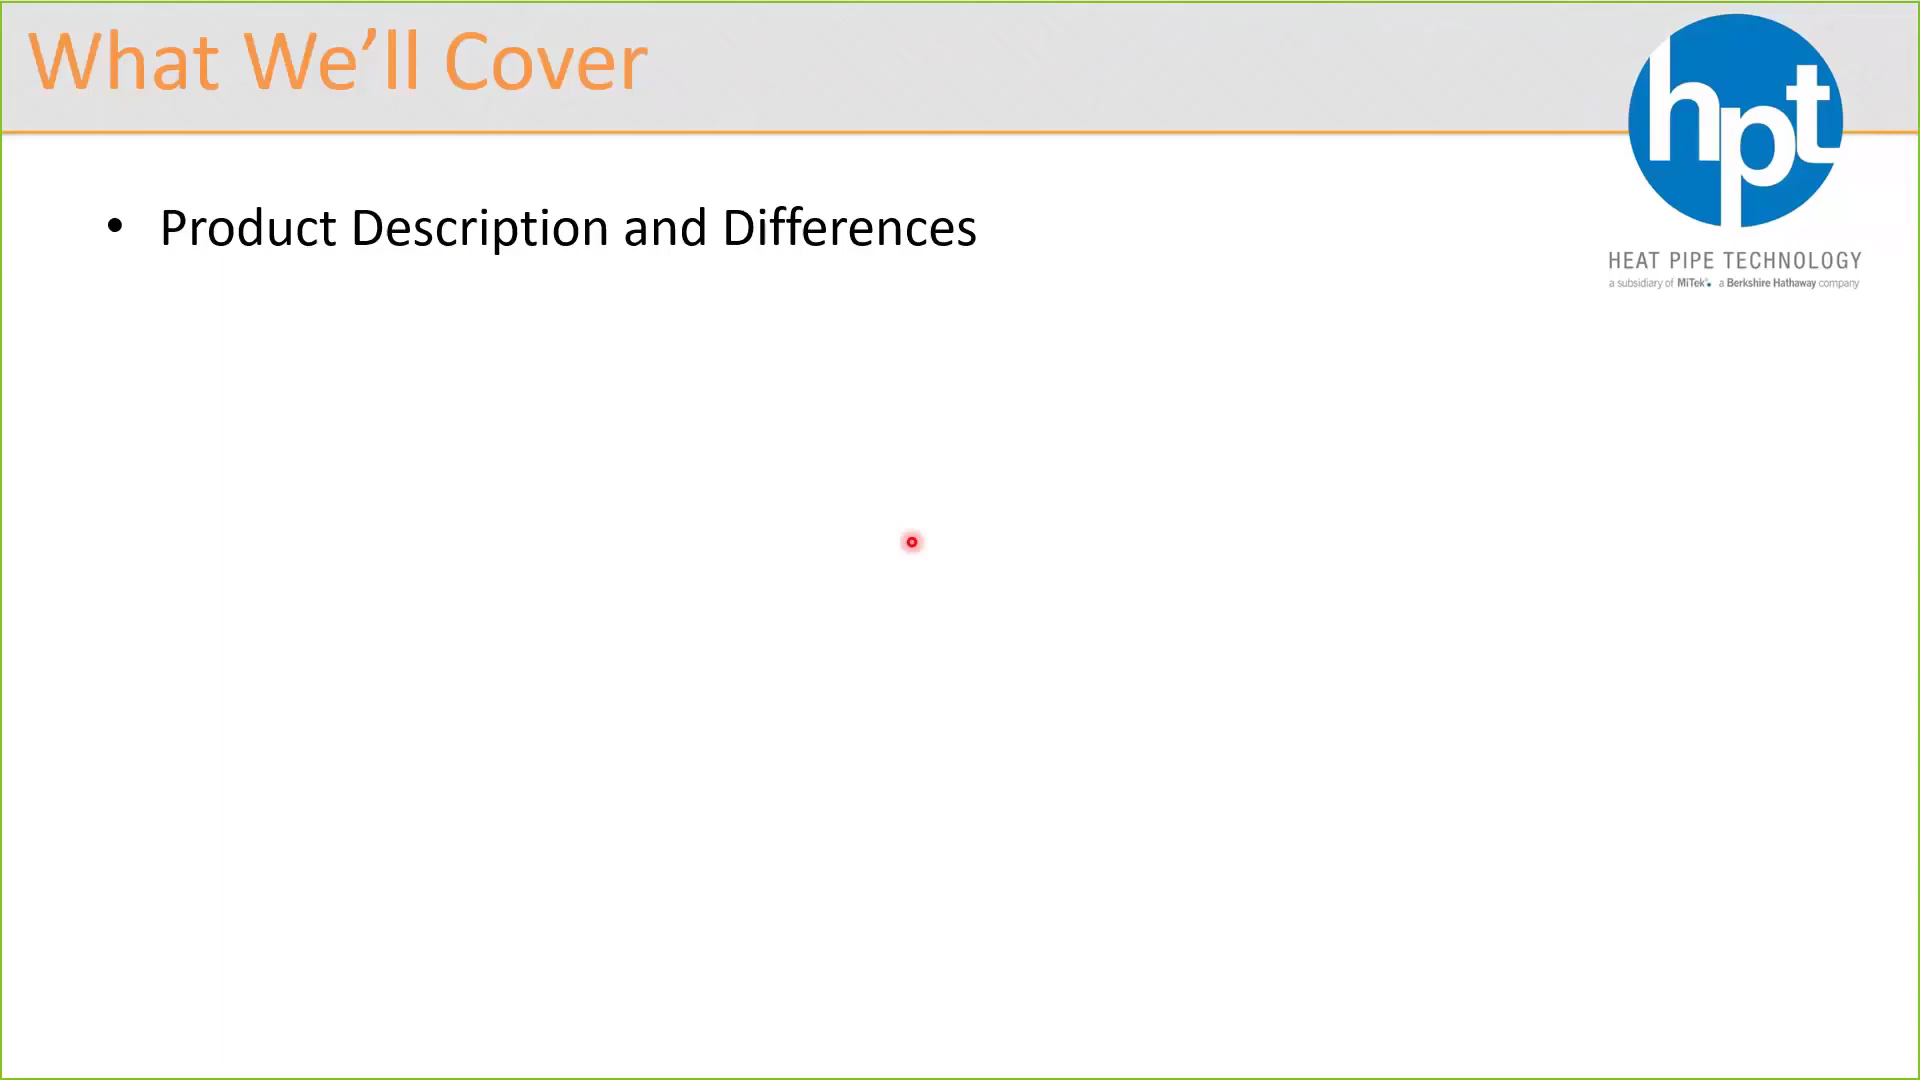 What We’ll Cover
hpt
• Product Description and Differences
HEAT PIPE TECHNOLOGY
a subsidiary of MiTek® a Berkshire Hathaway company